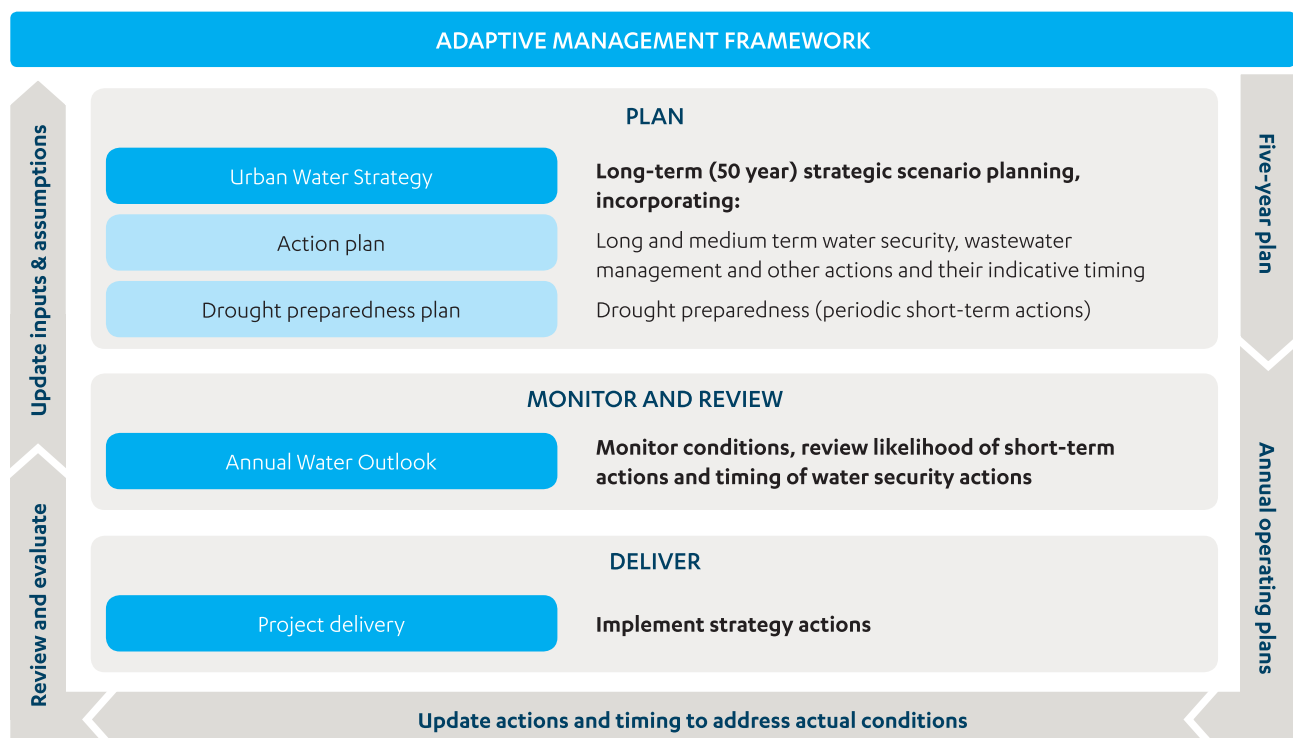 ADAPTIVE MANAGEMENT FRAMEWORK
PLAN
Urban Water Strategy
Long-term (50 year) strategic scenario planning,
incorporating:
Action plan
Long and medium term water security, wastewater
management and other actions and their indicative timing
Drought preparedness plan
Drought preparedness (periodic short-term actions)
MONITOR AND REVIEW
Annual Water Outlook
Monitor conditions, review likelihood of short-term
actions and timing of water security actions
DELIVER
Project delivery
Implement strategy actions
Five-year plan
Annual operating plans
Update actions and timing to address actual conditions
Review and evaluate
Update inputs & assumptions